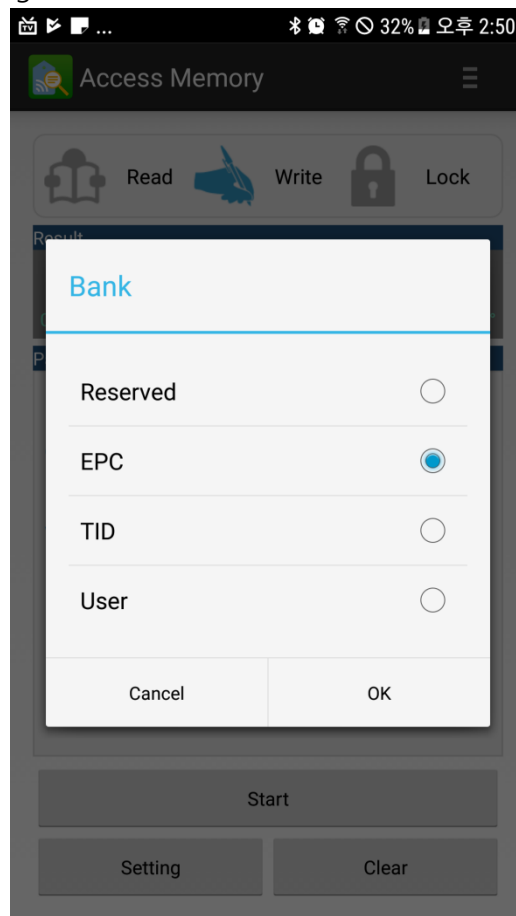 g
... 32% 오후 2:50
Access Memory
Read Write Lock
Result
P
Bank
Reserved
EPC
TID
User
Cancel OK
Start
Setting Clear